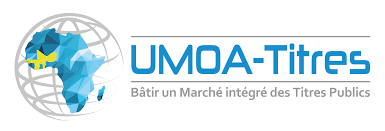 UMOA-Titres
Bâtir un Marché intégré des Titres Publics